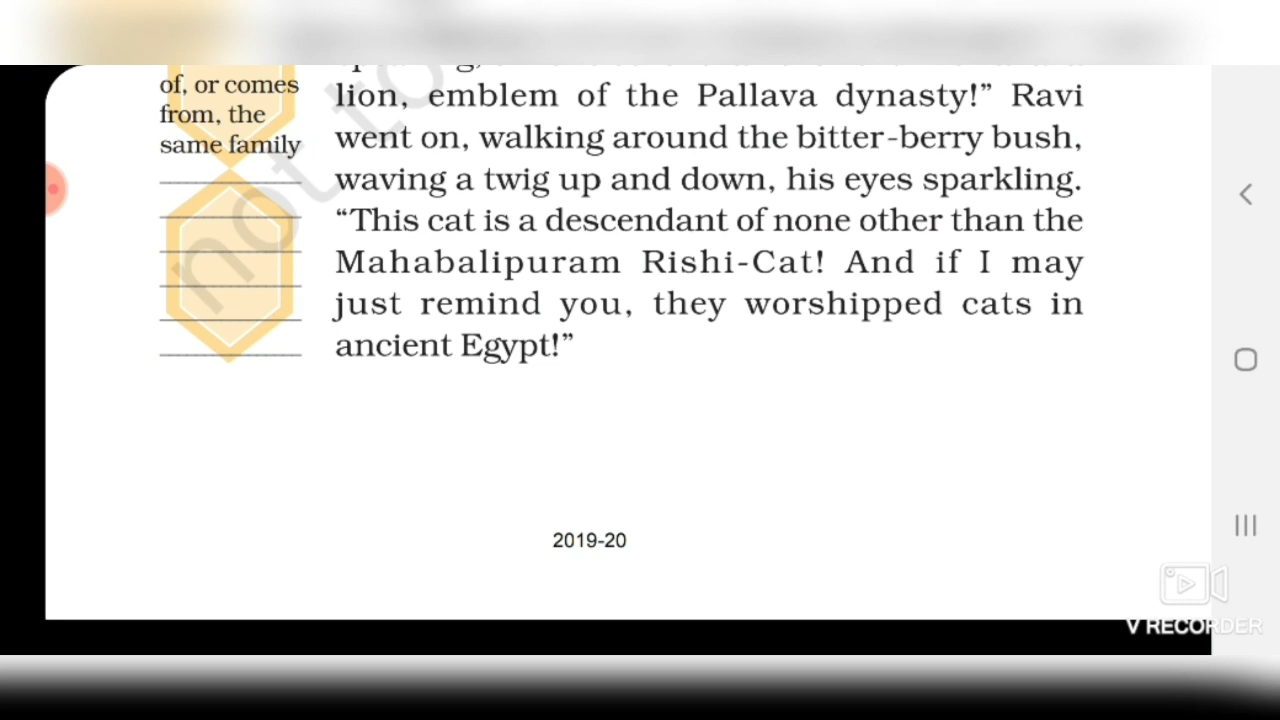 of, or comes
from, the
same family
lion, emblem of the Pallava dynasty!” Ravi
went on, walking around the bitter-berry bush,
waving a twig up and down, his eyes sparkling.
“This cat is a descendant of none other than the
Mahabalipuram Rishi-Cat! And if I may
just remind you, they worshipped cats in
ancient Egypt!”
not to
2019-20
V RECORDER